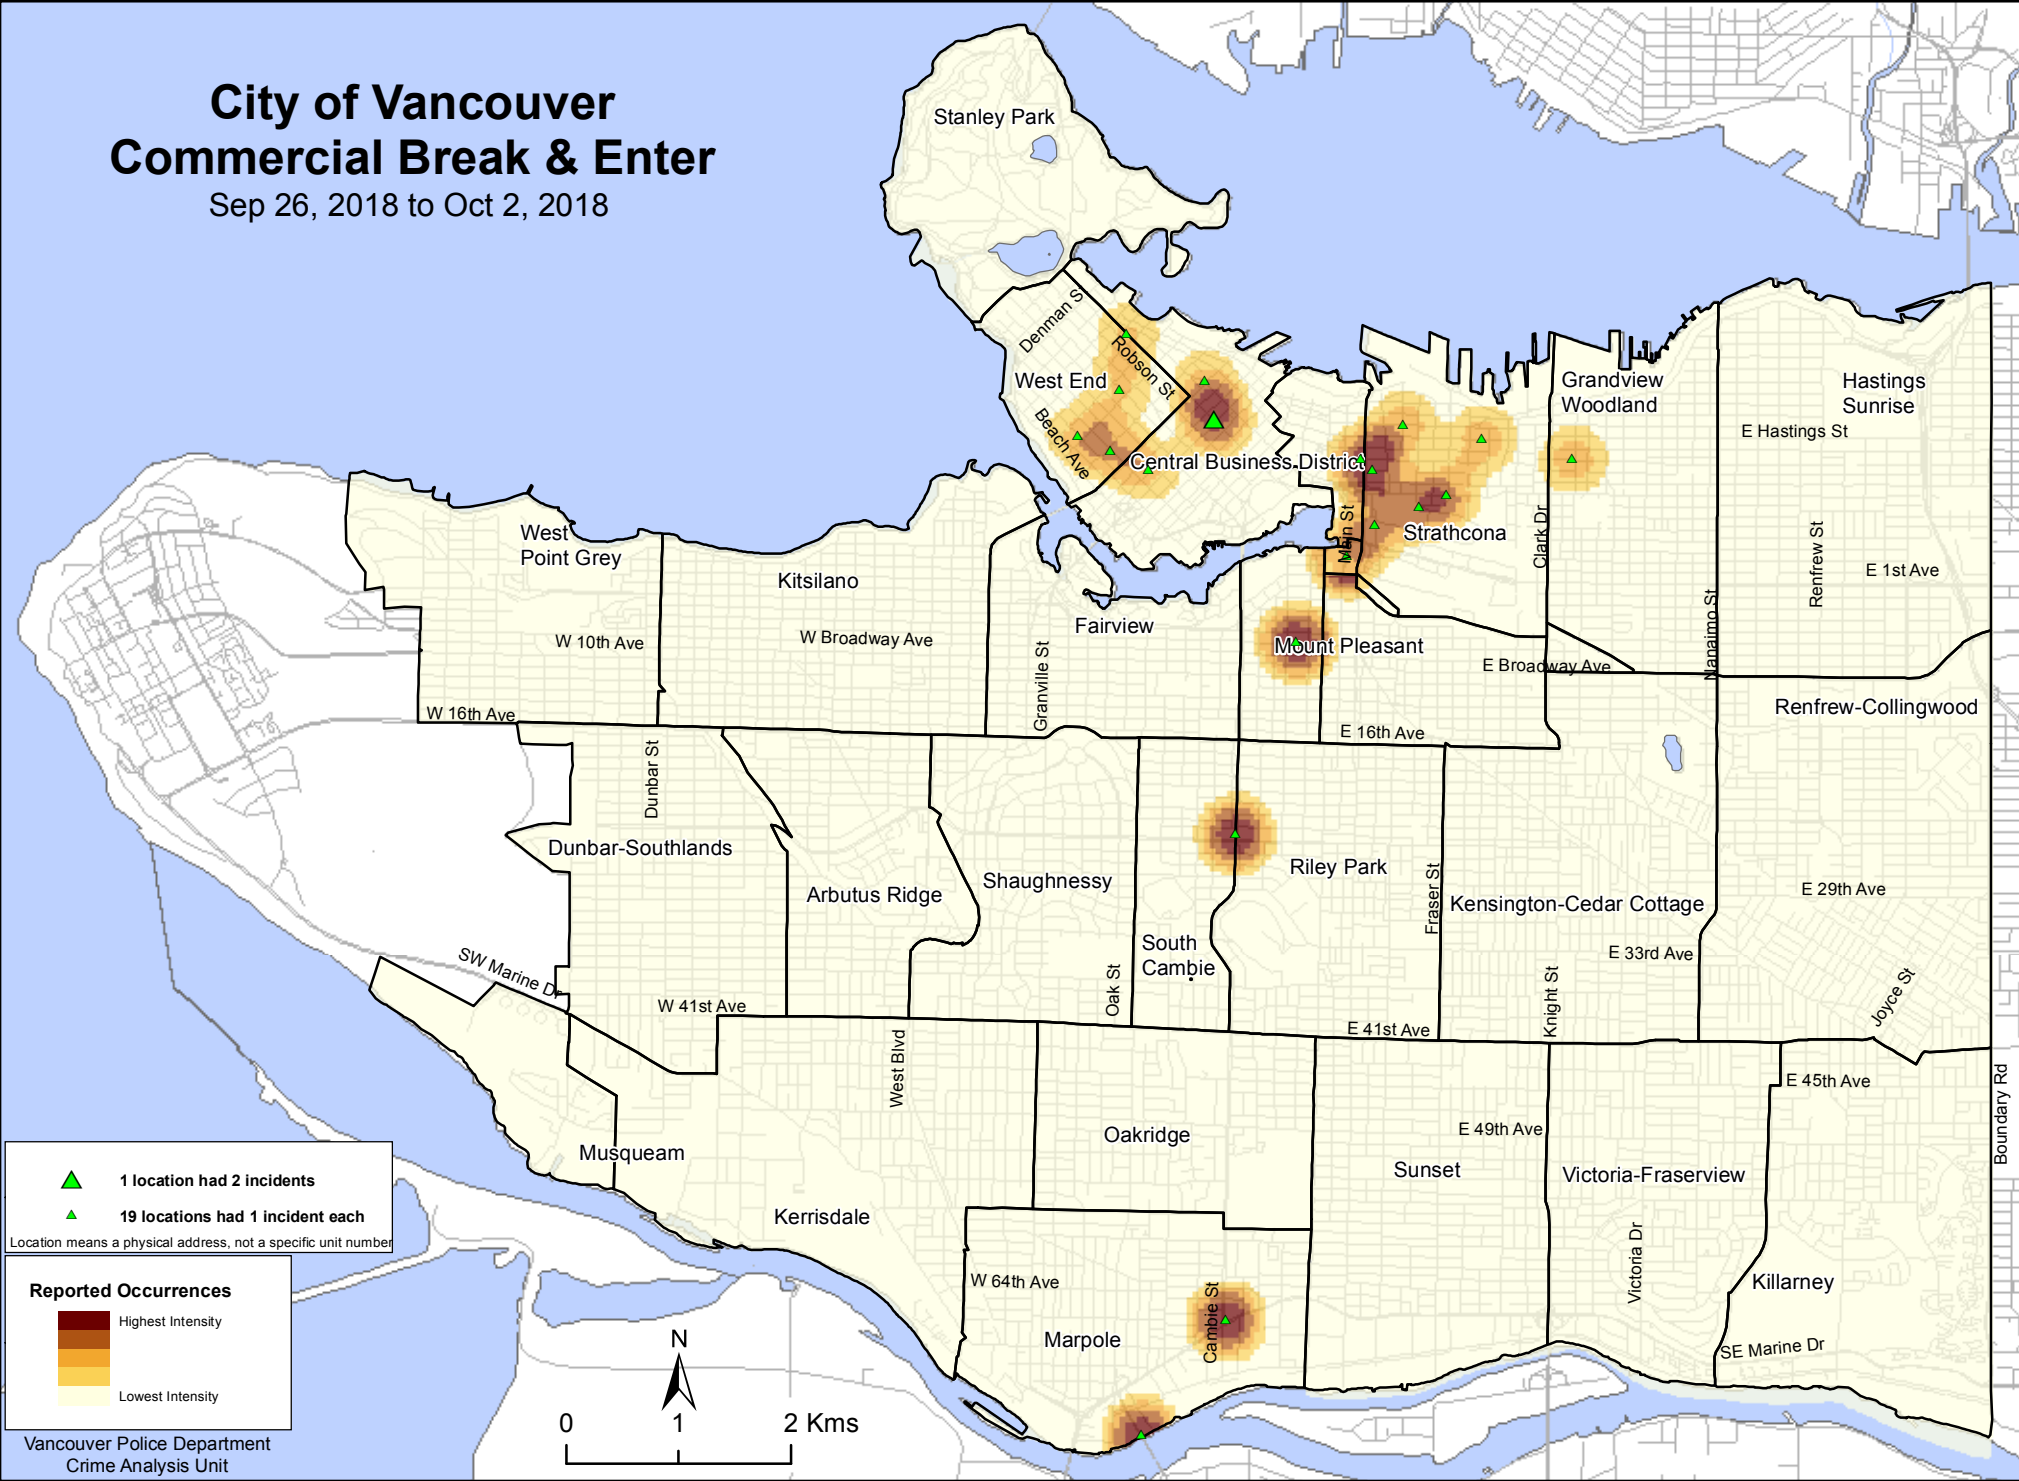 City of Vancouver
Commercial Break & Enter
Sep 26, 2018 to Oct 2, 2018
Stanley Park
Denman S
Robson St
West End
Beach Ave
Central Business District
Grandview
Woodland
Hastings
Sunrise
E Hastings St
Main St
Strathcona
Clark Dr
Nanaimo St
Renfrew St
E 1st Ave
West
Point Grey
Kitsilano
Fairview
W 10th Ave
W Broadway Ave
Granville St
Mount Pleasant
E Broadway Ave
W 16th Ave
E 16th Ave
Renfrew-Collingwood
Dunbar St
Dunbar-Southlands
Arbutus Ridge
Shaughnessy
Riley Park
Fraser St
Kensington-Cedar Cottage
E 29th Ave
South
Cambie
E 33rd Ave
SW Marine Dr
W 41st Ave
Oak St
E 41st Ave
Knight St
Joyce St
West Blvd
E 45th Ave
Boundary Rd
Oakridge
E 49th Ave
Musqueam
Sunset
Victoria-Fraserview
Kerrisdale
Victoria Dr
W 64th Ave
Cambie St
Killarney
Marpole
SE Marine Dr
1 location had 2 incidents
19 locations had 1 incident each
Location means a physical address, not a specific unit number
Reported Occurrences
Highest Intensity
Lowest Intensity
N
0 1 2 Kms
Vancouver Police Department
Crime Analysis Unit